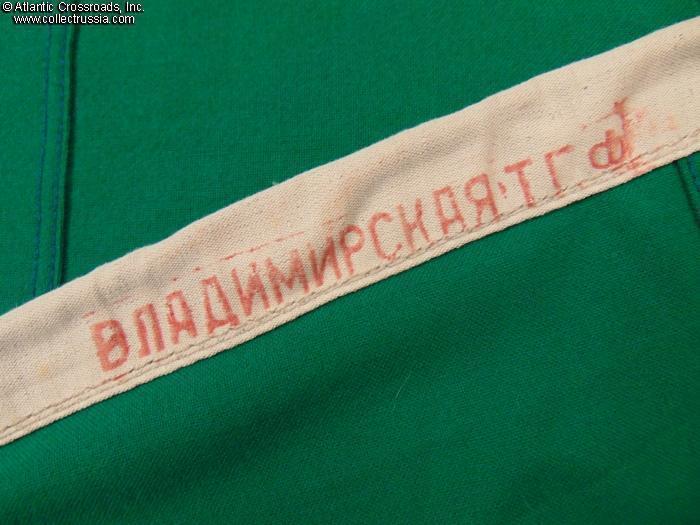 © Atlantic Crossroads, Inc.
www.collectrussia.com
ВЛАДИМИРСКАЯ Т Г Ф